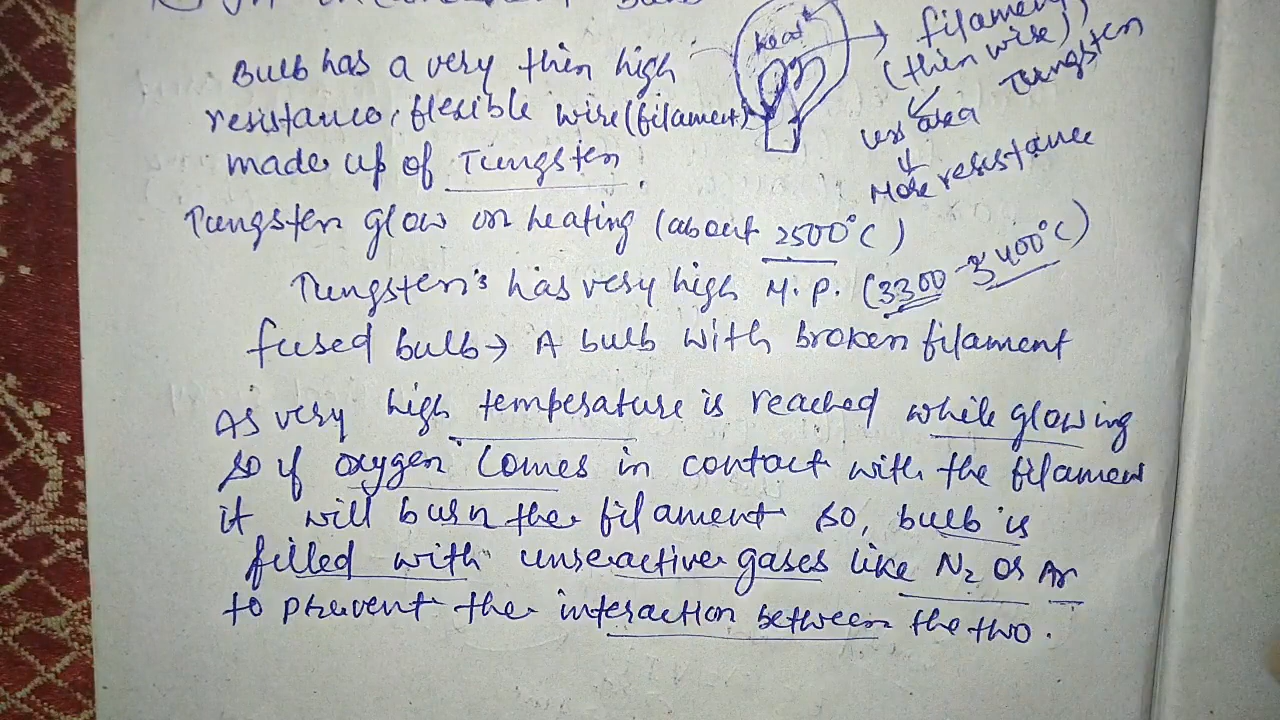 Bulb has a very thin high
resistance, flexible wire (filament)
made up of Tungsten.
heat
filament
(thin wire)
Tungsten
less area
↓
More resistance
Tungsten glow on heating (about 2500°C)
Tungsten's has very high M.P. (3300-3400°C)
fused bulb → A bulb with broken filament
As very high temperature is reached while glowing
so if oxygen comes in contact with the filament
it will burn the filament so, bulb is
filled with unreactive gases like N₂ or Ar
to prevent the interaction between the two.